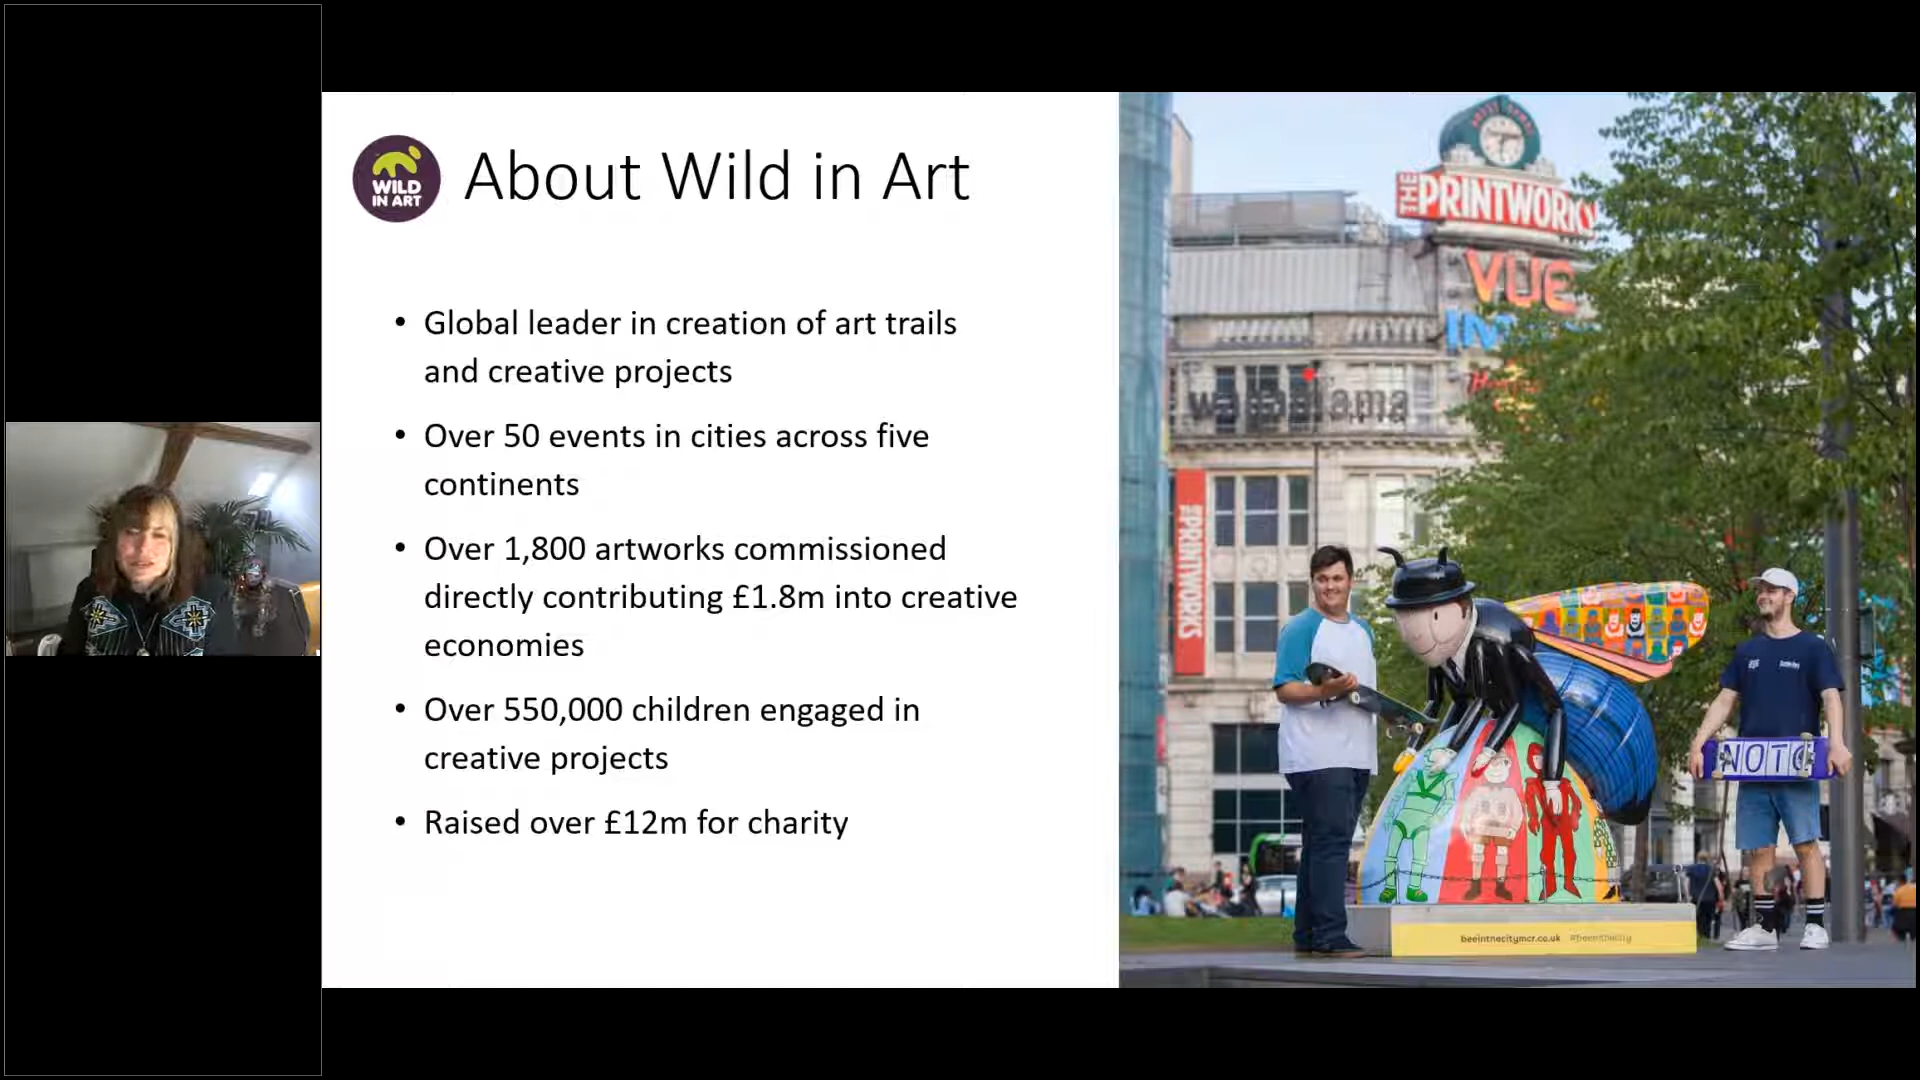 WILD
IN ART
About Wild in Art
• Global leader in creation of art trails
and creative projects
• Over 50 events in cities across five
continents
• Over 1,800 artworks commissioned
directly contributing £1.8m into creative
economies
• Over 550,000 children engaged in
creative projects
• Raised over £12m for charity
THE
PRINTWORKS
VUE
#PRINTWORKS
NOTO
beeinthecitymcr.co.uk #beeinthecity